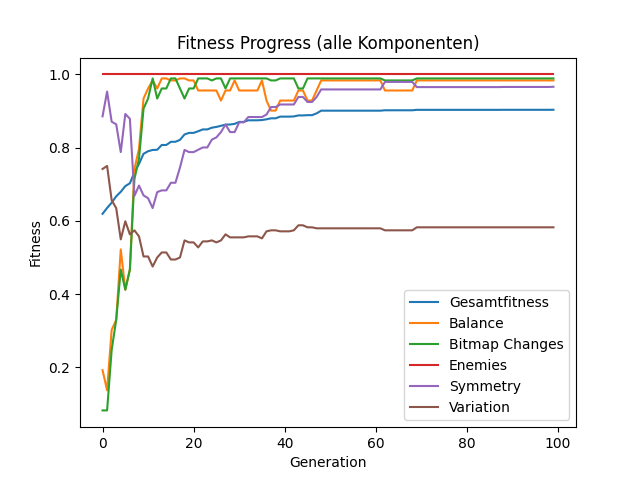 Fitness Progress (alle Komponenten)
Fitness
1.0
0.8
0.6
0.4
0.2
0 20 40 60 80 100
Generation
Gesamtfitness
Balance
Bitmap Changes
Enemies
Symmetry
Variation